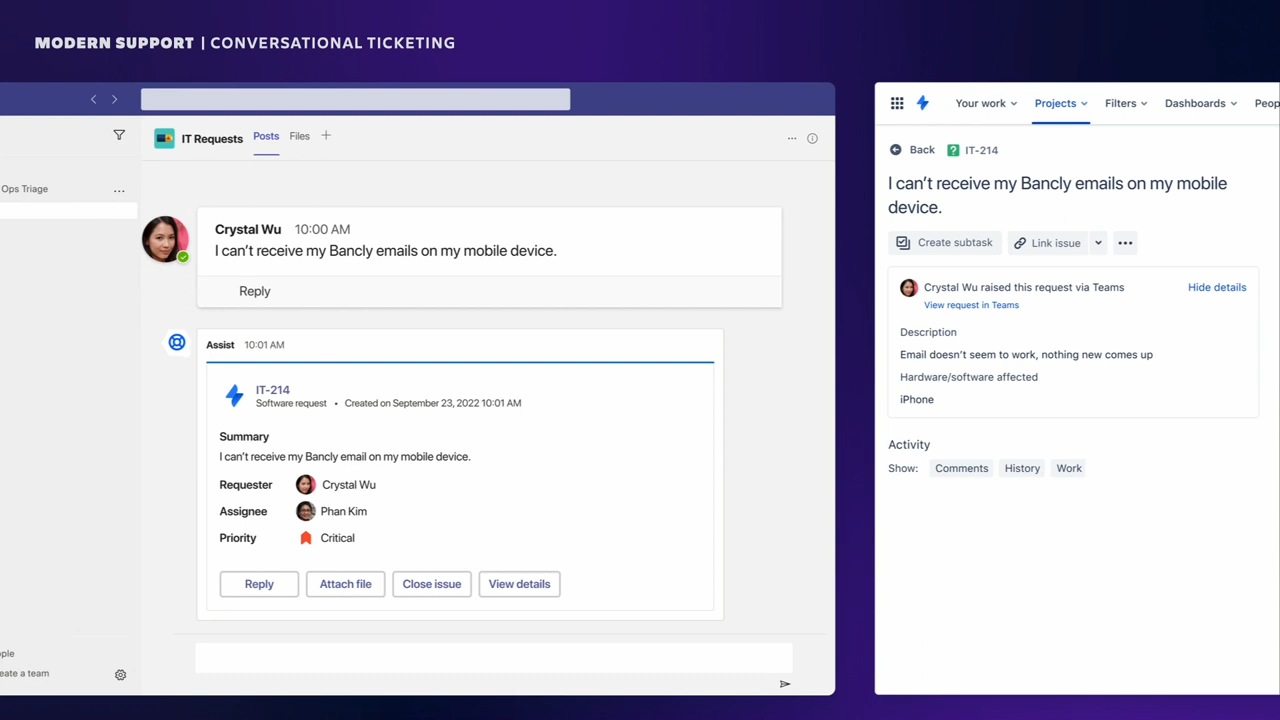 MODERN SUPPORT | CONVERSATIONAL TICKETING
Ops Triage
...
ople
eate a team
IT Requests Posts Files +
Crystal Wu 10:00 AM
I can't receive my Bancly emails on my mobile device.
Reply
Assist 10:01 AM
IT-214
Software request • Created on September 23, 2022 10:01 AM
Summary
I can't receive my Bancly email on my mobile device.
Requester Crystal Wu
Assignee Phan Kim
Priority Critical
Reply Attach file Close issue View details
Your work Projects Filters Dashboards Peop
Back IT-214
I can't receive my Bancly emails on my mobile
device.
Create subtask Link issue
Crystal Wu raised this request via Teams Hide details
View request in Teams
Description
Email doesn't seem to work, nothing new comes up
Hardware/software affected
iPhone
Activity
Show: Comments History Work